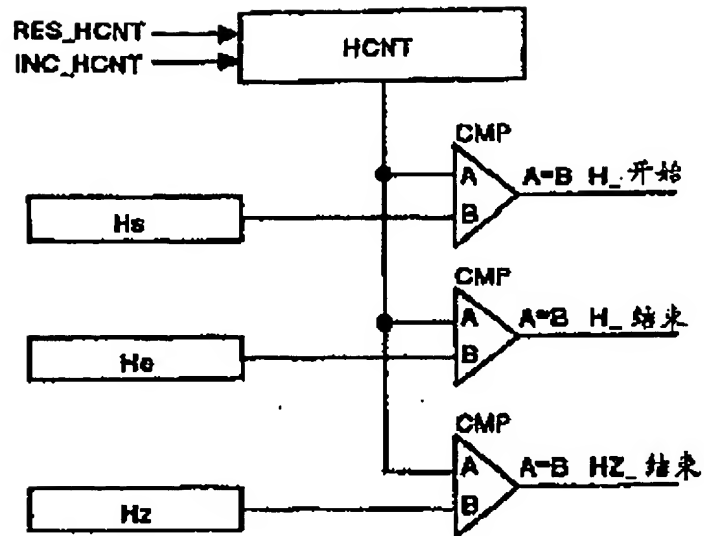 RES_HCNT
INC_HCNT
HCNT
CMP
A
B
A=B H_开始
Hs
CMP
A
B
A=B H_结束
He
CMP
A
B
A=B HZ_结束
Hz